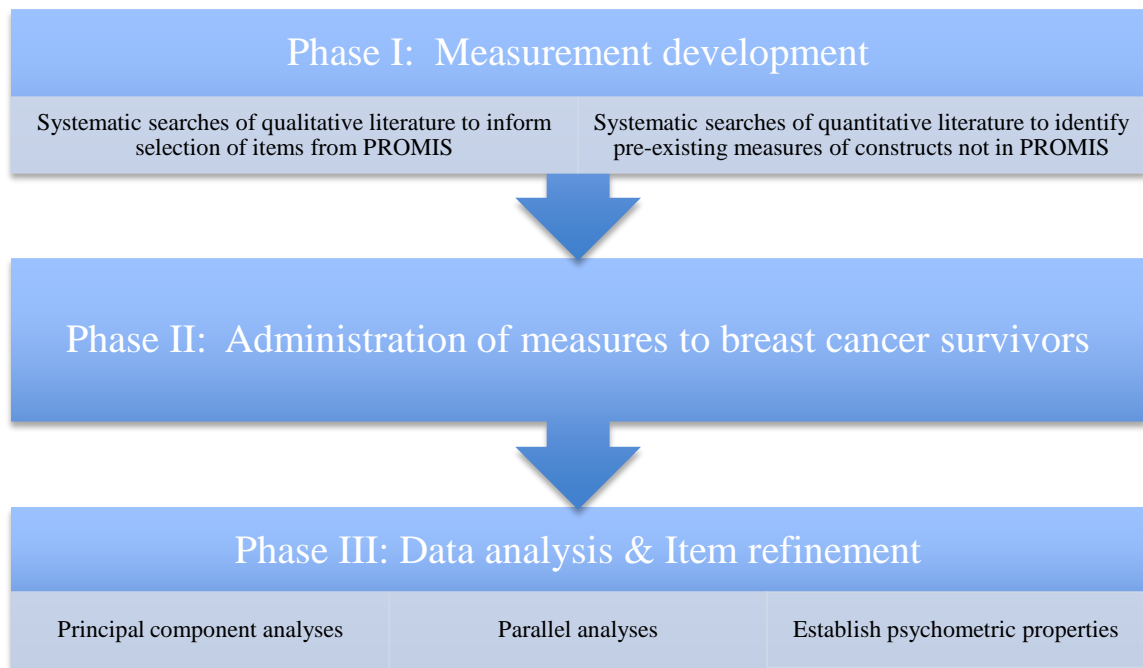 Phase I:  Measurement development
Systematic searches of qualitative literature to inform
selection of items from PROMIS
Systematic searches of quantitative literature to identify
pre-existing measures of constructs not in PROMIS
Phase II:  Administration of measures to breast cancer survivors
Phase III: Data analysis & Item refinement
Principal component analyses
Parallel analyses
Establish psychometric properties